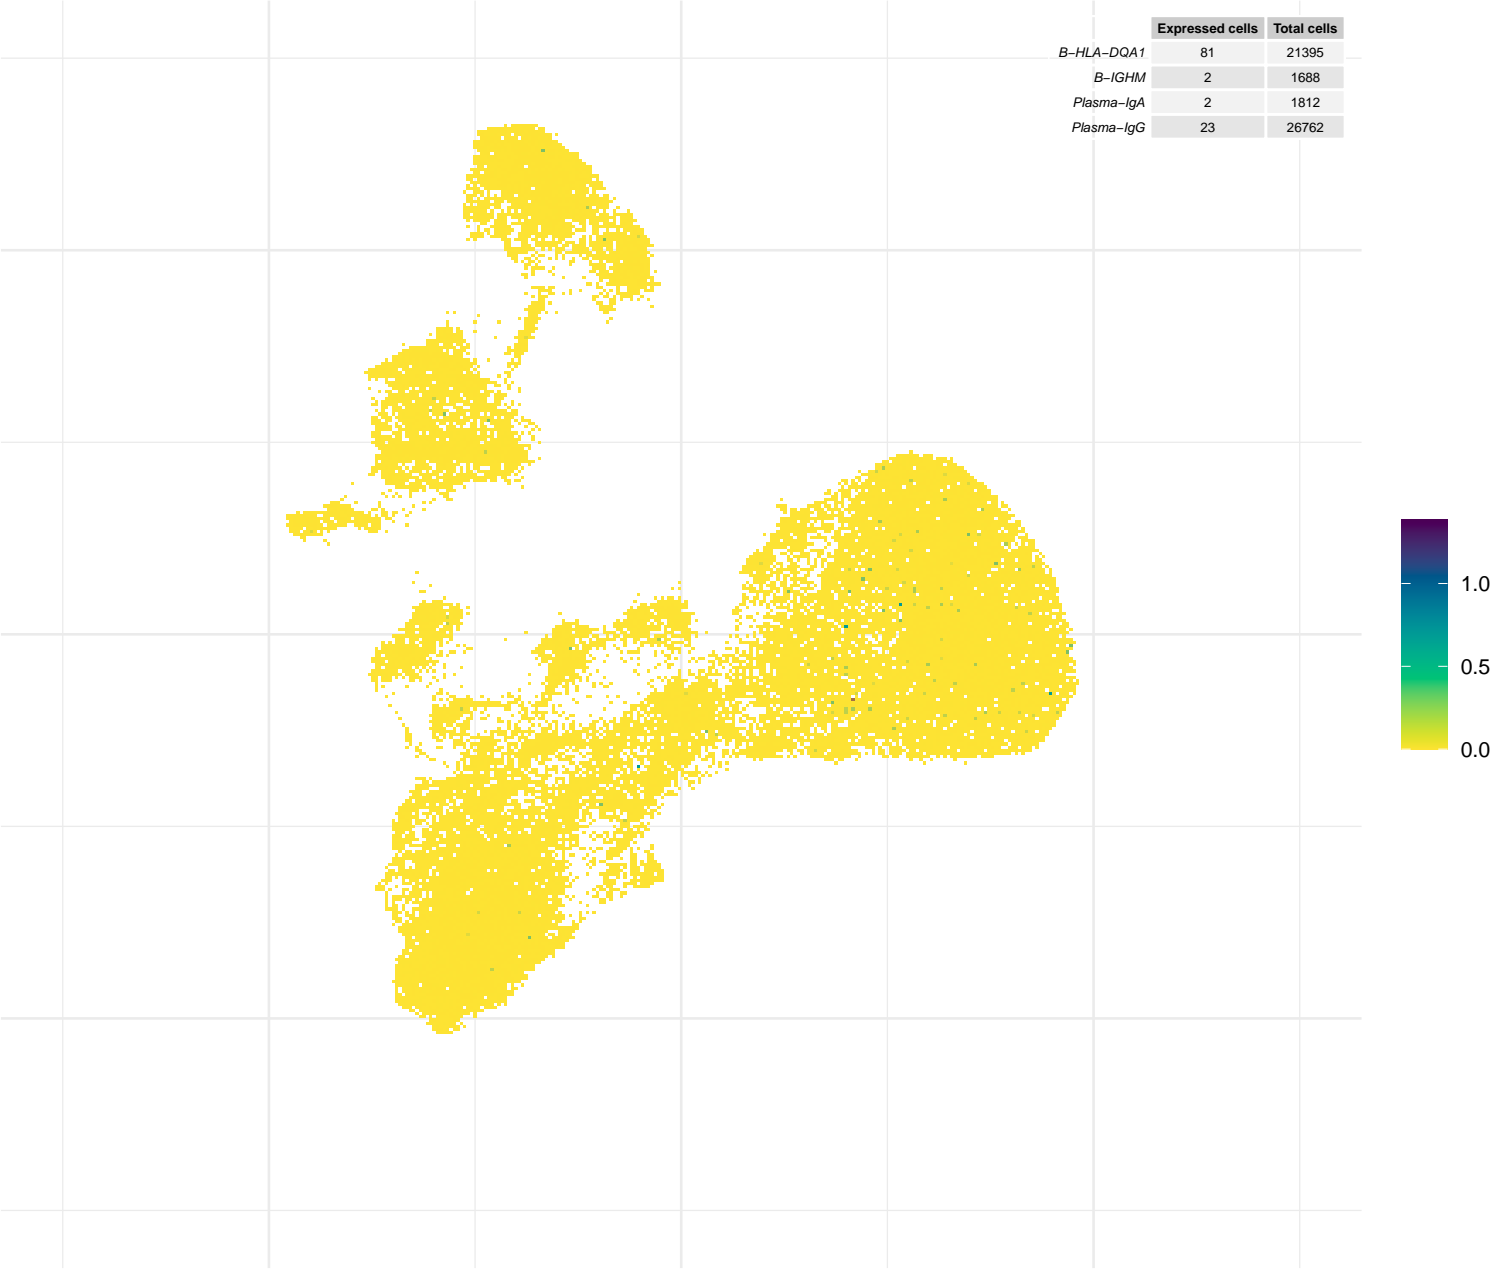 Expressed cells Total cells
B−HLA−DQA1 81 21395
B−IGHM 2 1688
Plasma−IgA 2 1812
Plasma−IgG 23 26762
1.0
0.5
0.0